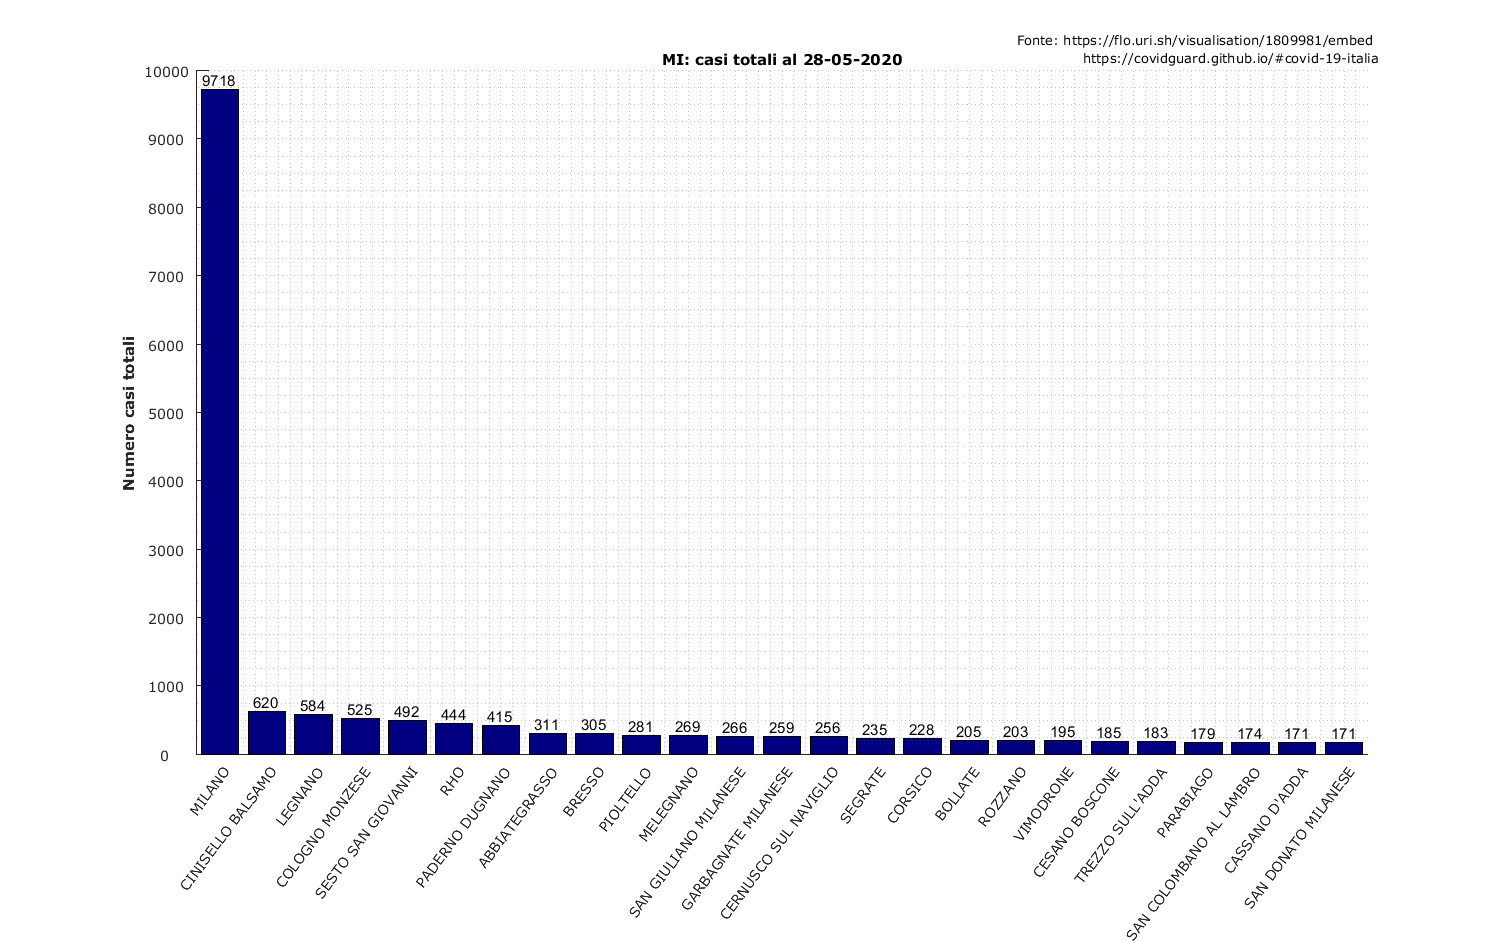 Fonte: https://flo.uri.sh/visualisation/1809981/embed
https://covidguard.github.io/#covid-19-italia
MI: casi totali al 28-05-2020
Numero casi totali
10000
9000
8000
7000
6000
5000
4000
3000
2000
1000
0
9718
620
584
525
492
444
415
311
305
281
269
266
259
256
235
228
205
203
195
185
183
179
174
171
171
MILANO
CINISELLO BALSAMO
LEGNANO
COLOGNO MONZESE
SESTO SAN GIOVANNI
RHO
PADERNO DUGNANO
ABBIATEGRASSO
BRESSO
PIOLTELLO
MELEGNANO
SAN GIULIANO MILANESE
GARBAGNATE MILANESE
CERNUSCO SUL NAVIGLIO
SEGRATE
CORSICO
BOLLATE
ROZZANO
VIMODRONE
CESANO BOSCONE
TREZZO SULL'ADDA
PARABIAGO
SAN COLOMBANO AL LAMBRO
CASSANO D'ADDA
SAN DONATO MILANESE